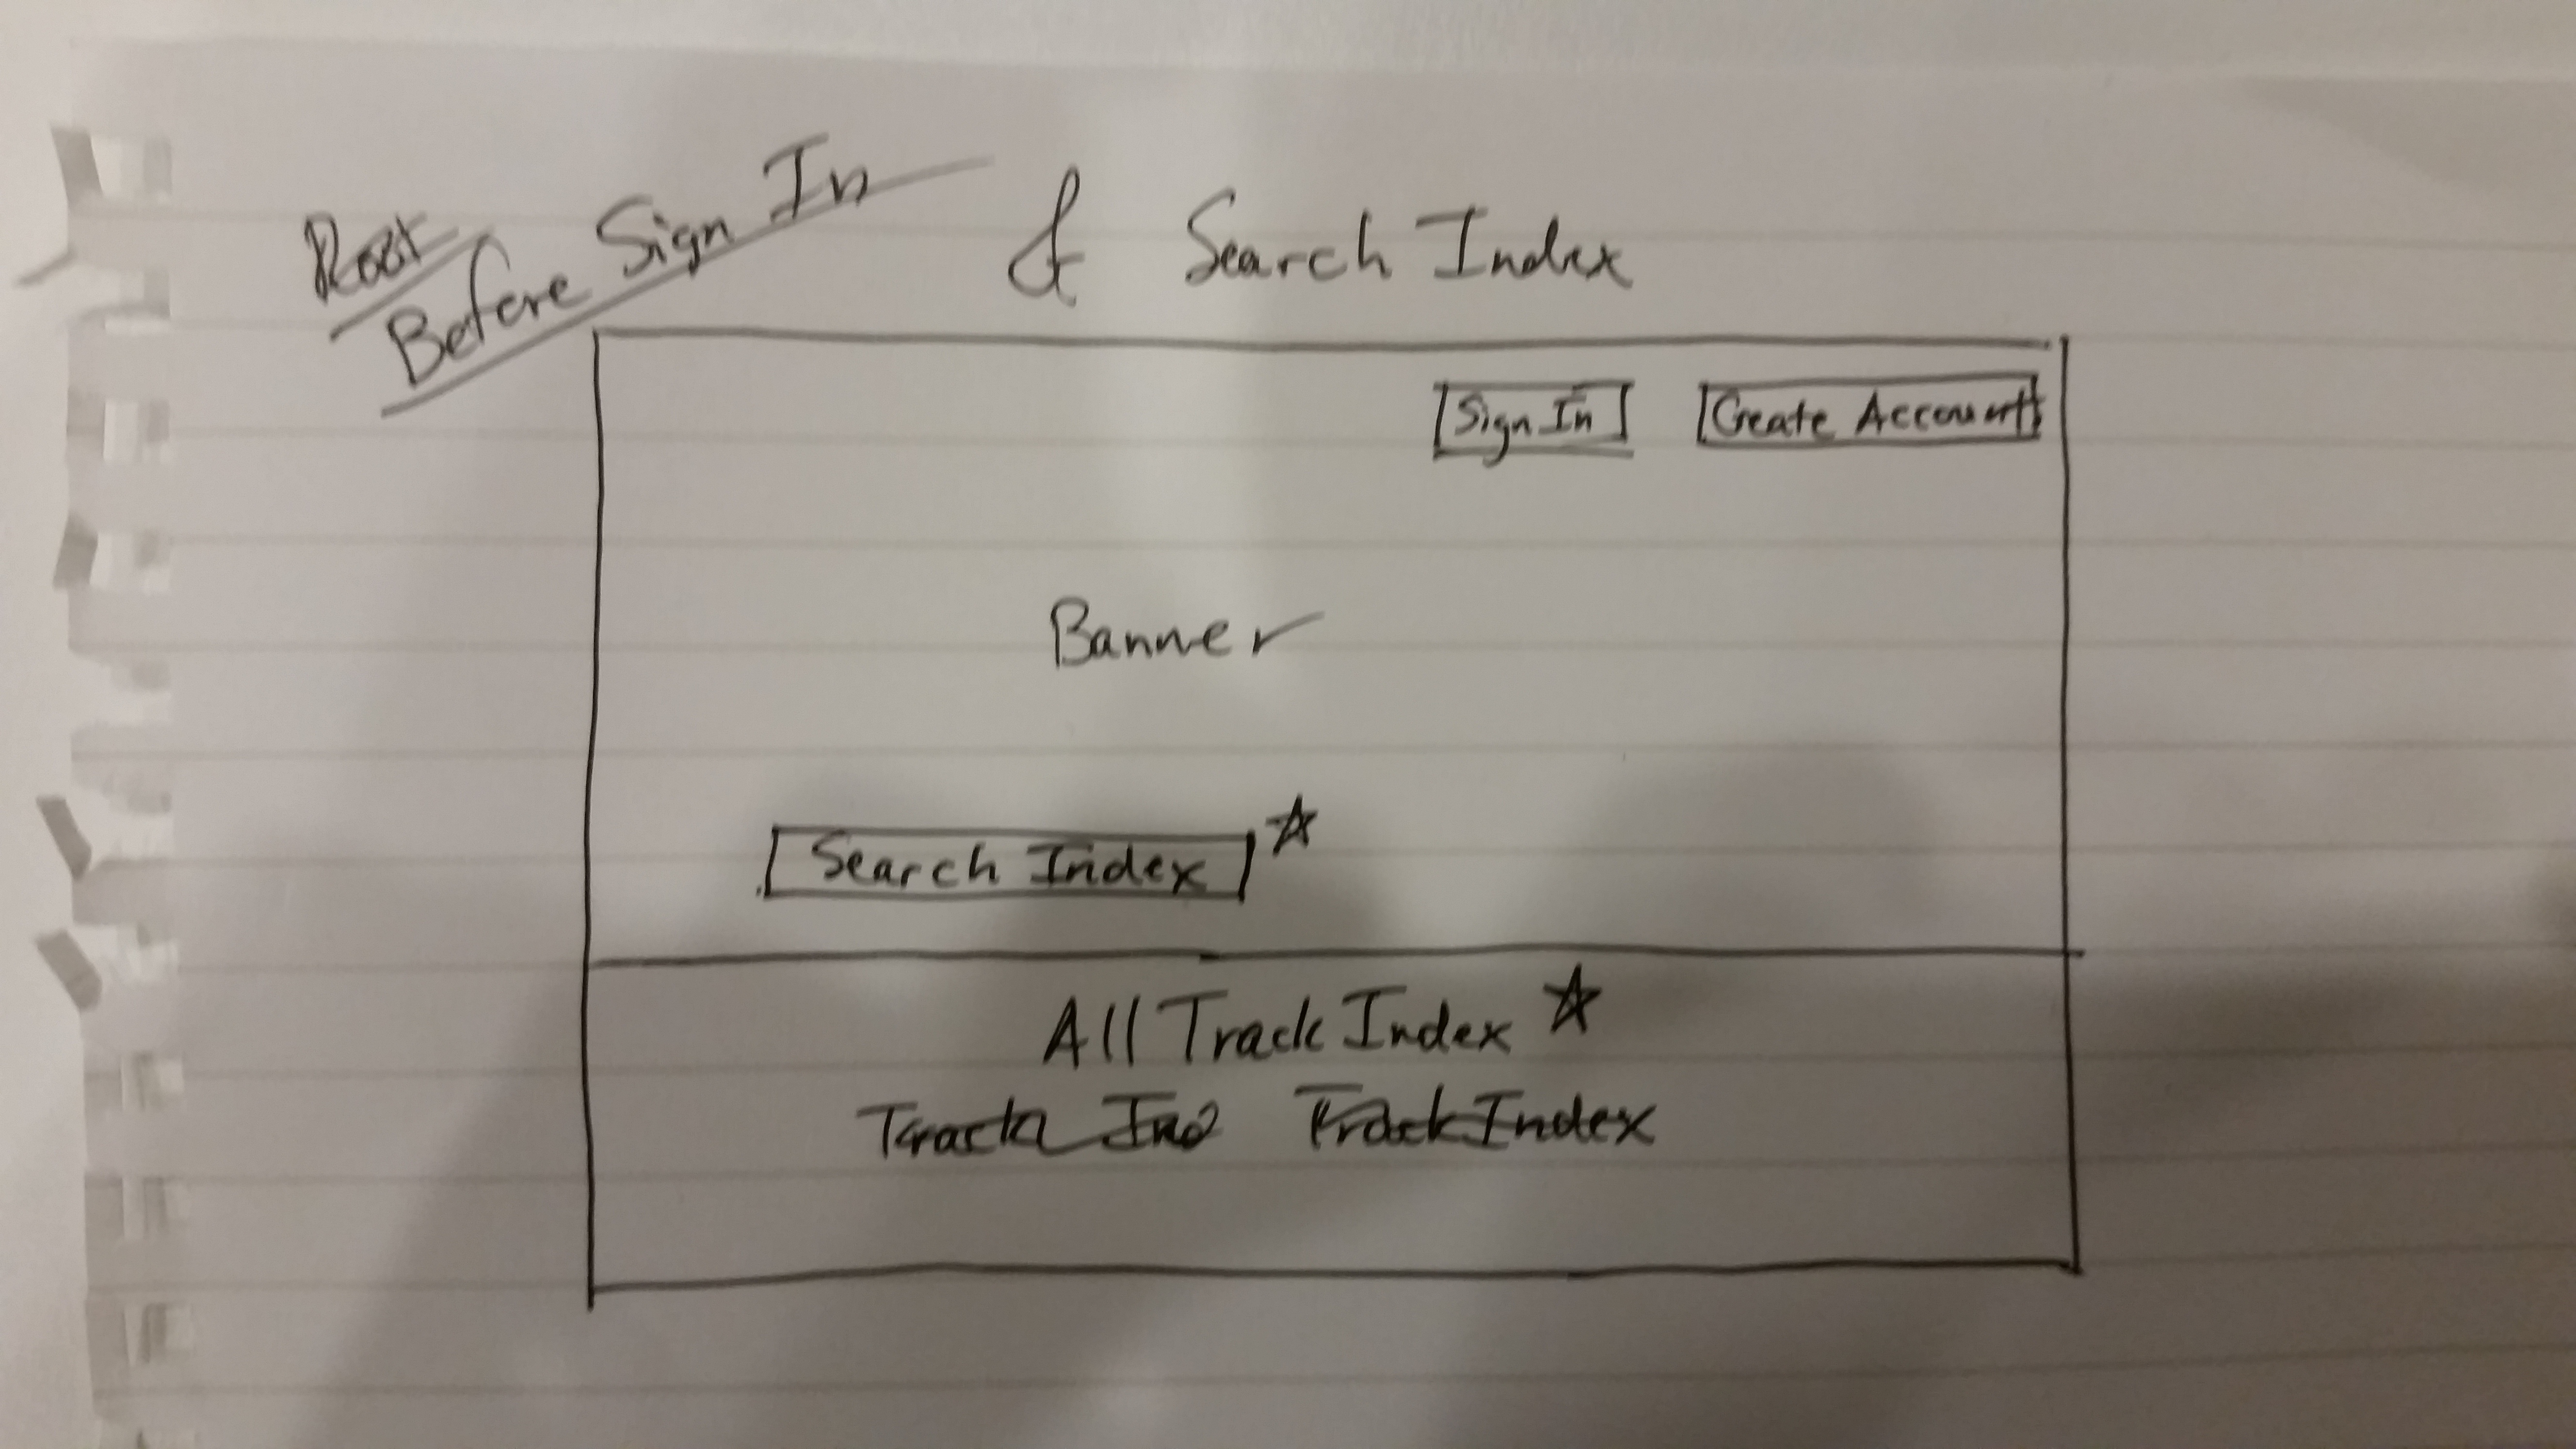 Root
Before Sign In & Search Index
Sign In Create Account
Banner
Search Index ☆
All Track Index ☆
Track Ind Track Index